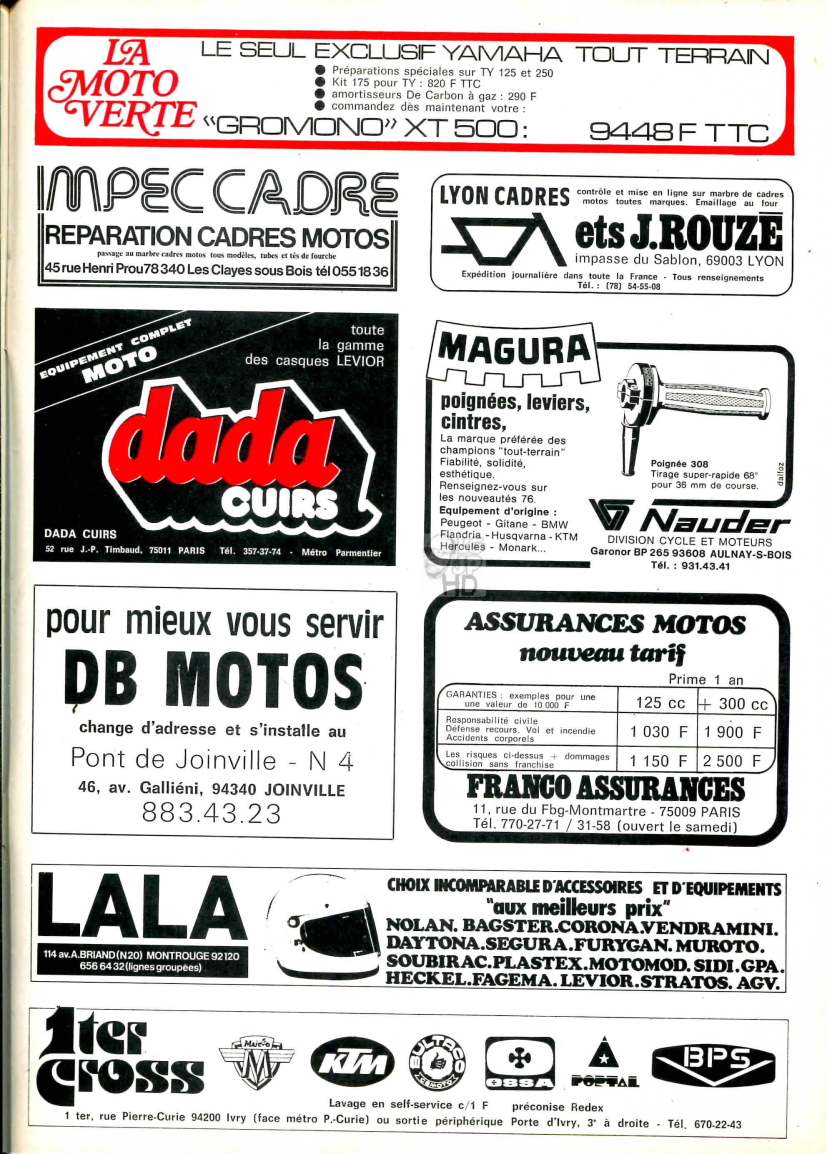 LA MOTO VERTE
LE SEUL EXCLUSIF YAMAHA TOUT TERRAIN
● Préparations spéciales sur TY 125 et 250
● Kit 175 pour TY : 820 F TTC
● amortisseurs De Carbon à gaz : 290 F
● commandez dès maintenant votre :
"GROMONO" XT 500 : 9448 F TTC
IMPEC CADRE
REPARATION CADRES MOTOS
passage au marbre cadres motos tous modèles, tubes et tés de fourche
45 rue Henri Prou 78340 Les Clayes sous Bois tél 055 18 36
LYON CADRES
contrôle et mise en ligne sur marbre de cadres
motos toutes marques. Emaillage au four
ets J.ROUZÉ
impasse du Sablon, 69003 LYON
Expédition journalière dans toute la France - Tous renseignements
Tél. : (78) 54-55-08
EQUIPEMENT COMPLET
MOTO
toute
la gamme
des casques LEVIOR
dada
CUIRS
DADA CUIRS
52 rue J.-P. Timbaud, 75011 PARIS Tél. 357-37-74 - Métro Parmentier
MAGURA
poignées, leviers,
cintres,
La marque préférée des
champions "tout-terrain"
Fiabilité, solidité,
esthétique.
Renseignez-vous sur
les nouveautés 76.
Equipement d'origine :
Peugeot - Gitane - BMW
Flandria - Husqvarna - KTM
Hercules - Monark...
Poignée 308
Tirage super-rapide 68°
pour 36 mm de course.
dalfoz
Nauder
DIVISION CYCLE ET MOTEURS
Garonor BP 265 93608 AULNAY-S-BOIS
Tél. : 931.43.41
HD
pour mieux vous servir
DB MOTOS
change d'adresse et s'installe au
Pont de Joinville - N 4
46, av. Galliéni, 94340 JOINVILLE
883.43.23
ASSURANCES MOTOS
nouveau tarif
Prime 1 an
GARANTIES : exemples pour une
une valeur de 10 000 F
125 cc
+ 300 cc
Responsabilité civile
Défense recours. Vol et incendie
Accidents corporels
1 030 F
1 900 F
Les risques ci-dessus + dommages
collision sans franchise
1 150 F
2 500 F
FRANCO ASSURANCES
11, rue du Fbg-Montmartre - 75009 PARIS
Tél. 770-27-71 / 31-58 (ouvert le samedi)
LALA
114 av.A.BRIAND (N20) MONTROUGE 92120
656 64 32 (lignes groupées)
CHOIX INCOMPARABLE D'ACCESSOIRES ET D'EQUIPEMENTS
"aux meilleurs prix"
NOLAN. BAGSTER. CORONA. VENDRAMINI.
DAYTONA. SEGURA. FURYGAN. MUROTO.
SOUBIRAC. PLASTEX. MOTOMOD. SIDI. GPA.
HECKEL. FAGEMA. LEVIOR. STRATOS. AGV.
1ter
cross
MAICO
M
KTM
BULTACO
OSSA
PORTAL
BPS
Lavage en self-service c/1 F préconise Redex
1 ter, rue Pierre-Curie 94200 Ivry (face métro P.-Curie) ou sortie périphérique Porte d'Ivry, 3ᵉ à droite - Tél. 670-22-43